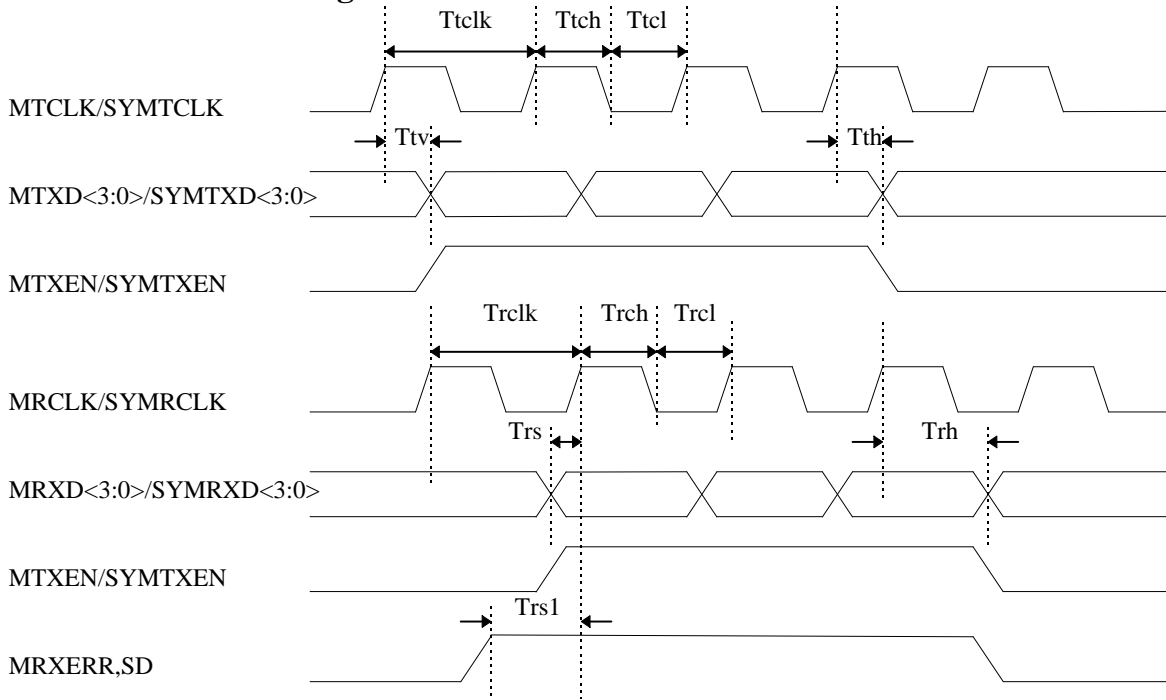 Ttclk Ttch Ttcl
MTCLK/SYMTCLK
Ttv Tth
MTXD<3:0>/SYMTXD<3:0>
MTXEN/SYMTXEN
Trclk Trch Trcl
MRCLK/SYMRCLK
Trs Trh
MRXD<3:0>/SYMRXD<3:0>
MTXEN/SYMTXEN
Trs1
MRXERR,SD